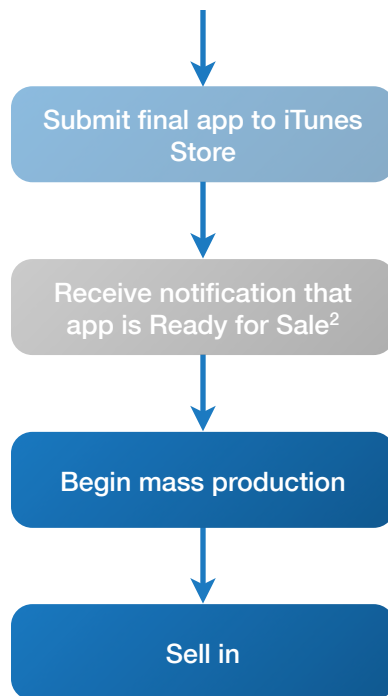 Submit final app to iTunes
Store
Receive notification that
app is Ready for Sale²
Begin mass production
Sell in